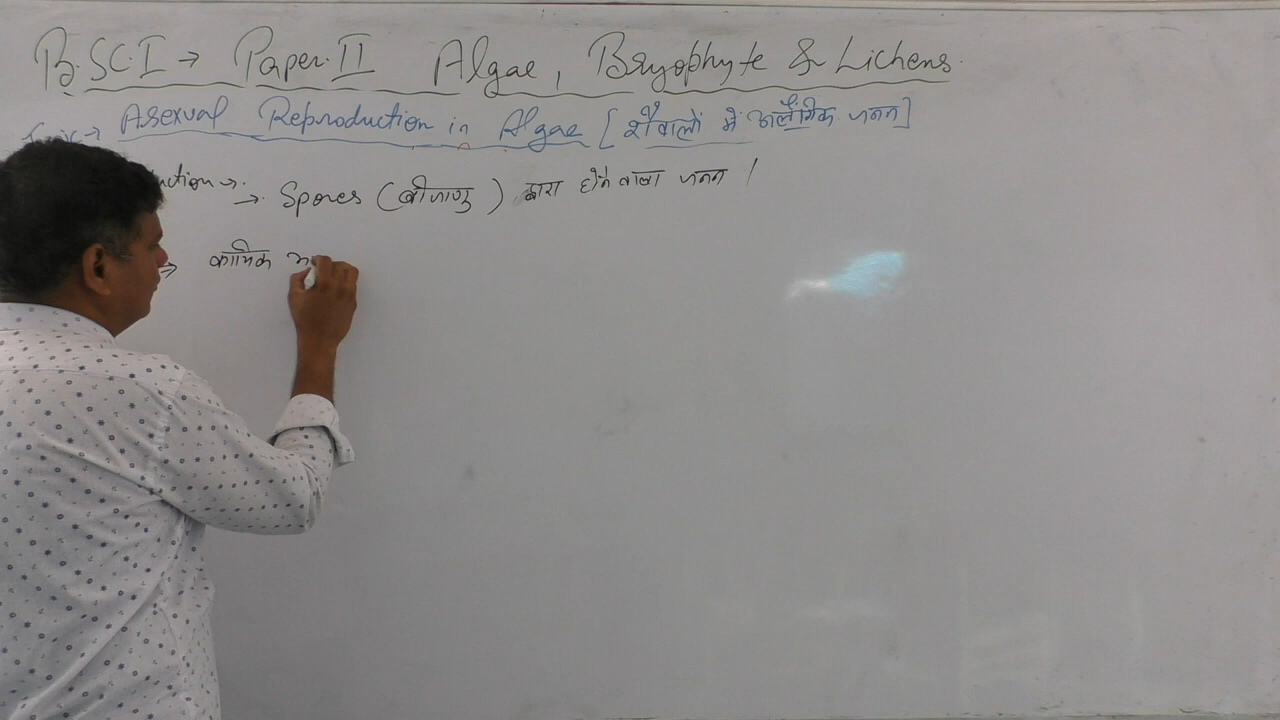 B.SC.I → Paper.II Algae, Bryophyte & Lichens.
Asexual Reproduction in Algae [शैवालों में अलैंगिक जनन]
uction → → Spores (बीजाणु) द्वारा होने वाला जनन ।
⇒ कायिक